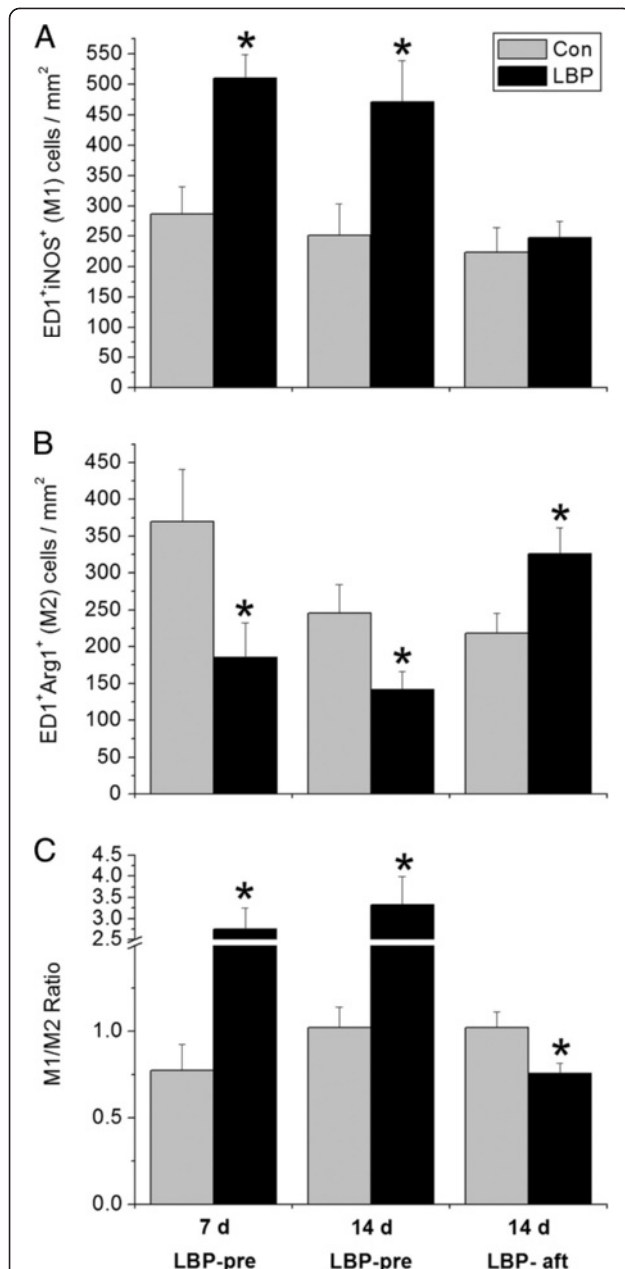 A
ED1⁺iNOS⁺ (M1) cells / mm²
550
500
450
400
350
300
250
200
150
100
50
0
* *
Con
LBP
B
ED1⁺Arg1⁺ (M2) cells / mm²
450
400
350
300
250
200
150
100
50
0
* * *
C
M1/M2 Ratio
4.5
4.0
3.5
3.0
2.5
1.0
0.5
0.0
* * *
7 d 14 d 14 d
LBP-pre LBP-pre LBP- aft